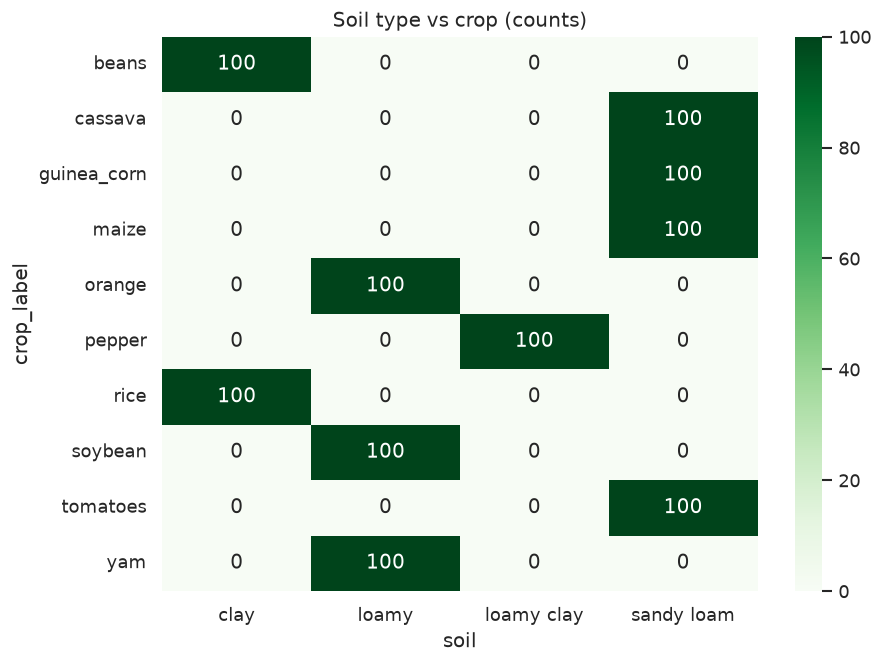 Soil type vs crop (counts)
beans 100 0 0 0
cassava 0 0 0 100
guinea_corn 0 0 0 100
maize 0 0 0 100
orange 0 100 0 0
pepper 0 0 100 0
rice 100 0 0 0
soybean 0 100 0 0
tomatoes 0 0 0 100
yam 0 100 0 0
clay loamy loamy clay sandy loam
soil
crop_label
100
80
60
40
20
0